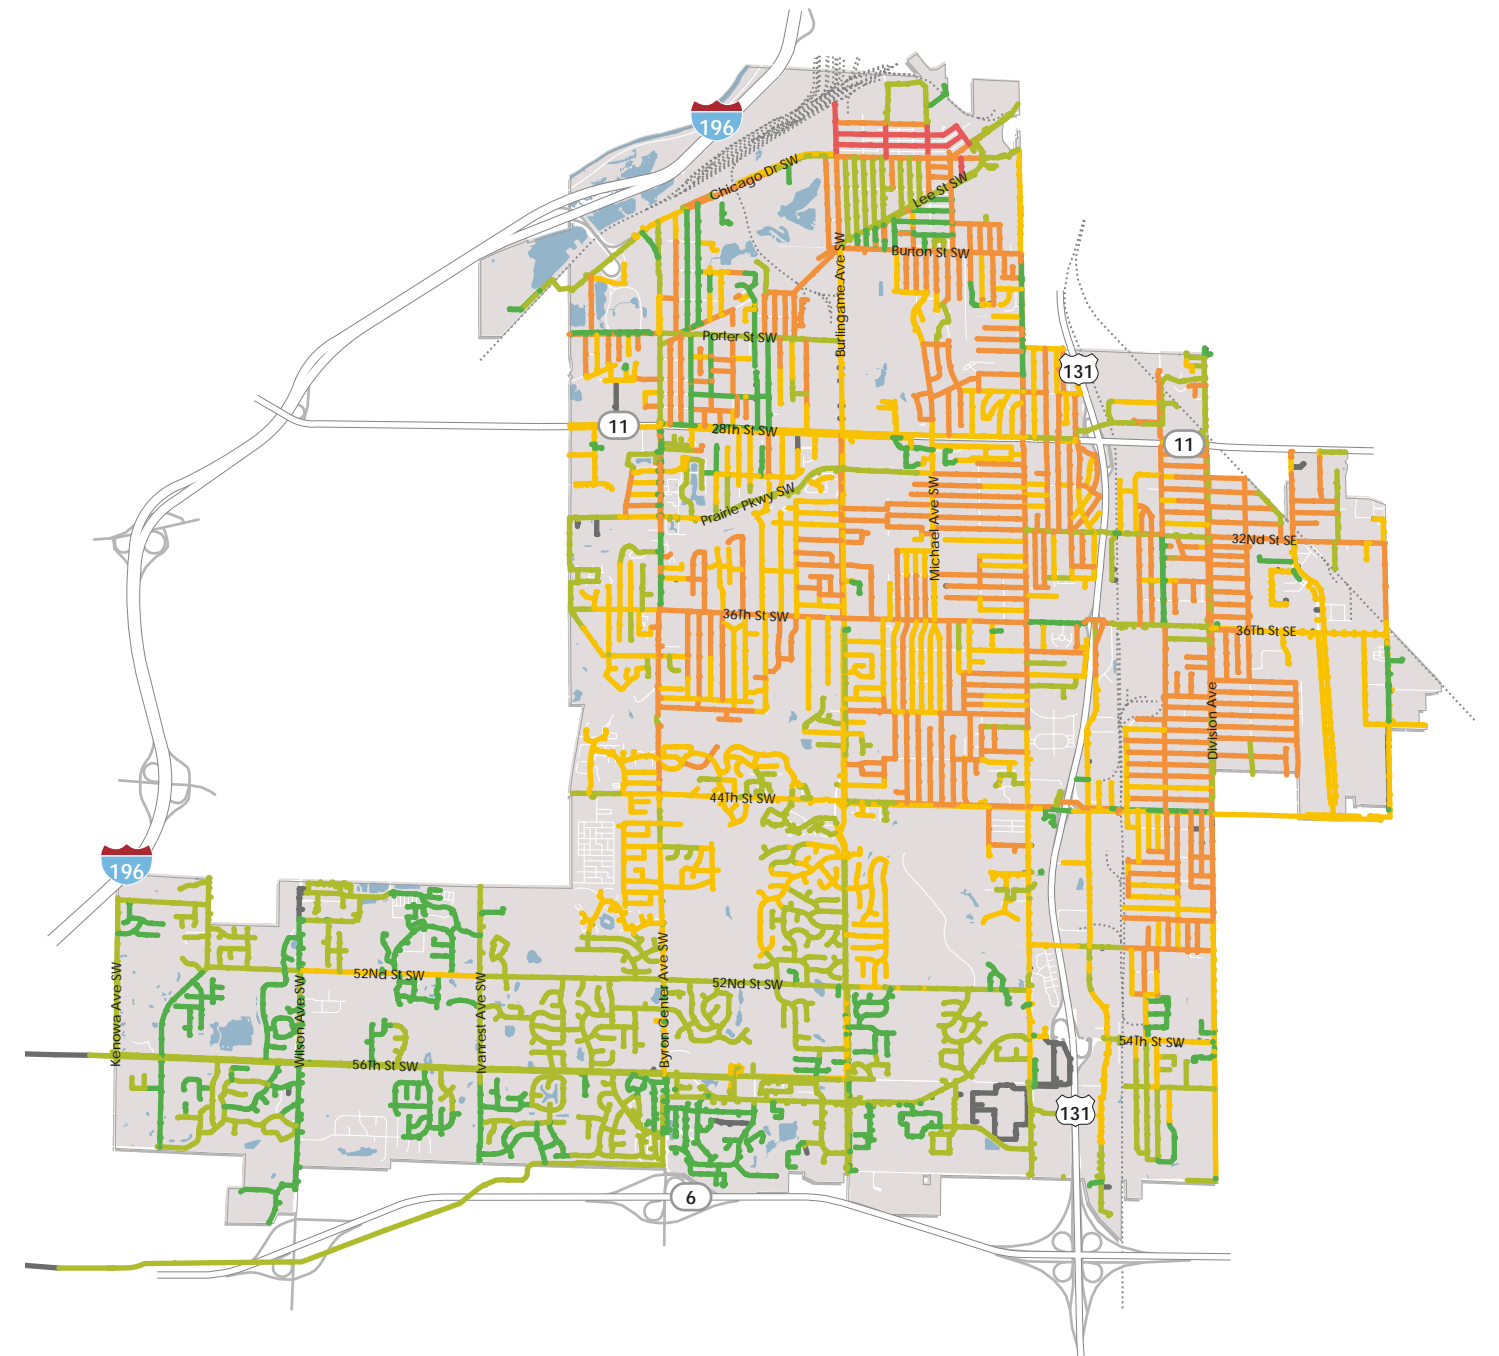 196
Chicago Dr SW
Lee St SW
Burton St SW
Burlingame Ave SW
Porter St SW
131
11
28Th St SW
11
Prairie Pkwy SW
Michael Ave SW
32Nd St SE
36Th St SW
36Th St SE
Division Ave
44Th St SW
196
Kenowa Ave SW
52Nd St SW
Wilson Ave SW
Ivanrest Ave SW
Byron Center Ave SW
52Nd St SW
54Th St SW
56Th St SW
131
6